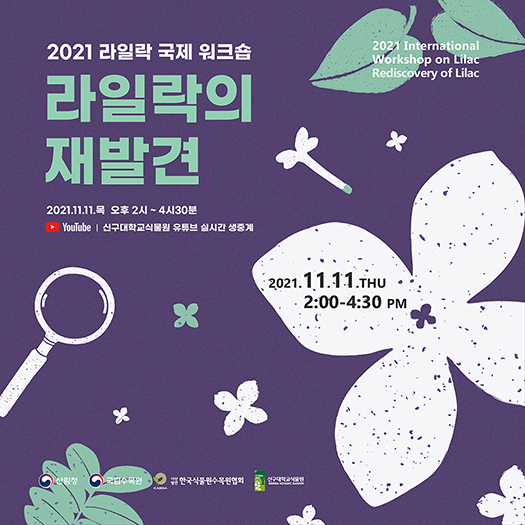 2021 라일락 국제 워크숍
라일락의
재발견
2021.11.11.목 오후 2시 ~ 4시30분
YouTube | 신구대학교식물원 유튜브 실시간 생중계
2021 International
Workshop on Lilac
Rediscovery of Lilac
2021.11.11.THU
2:00-4:30 PM
산림청
국립수목원
한국식물원수목원협회
신구대학교식물원